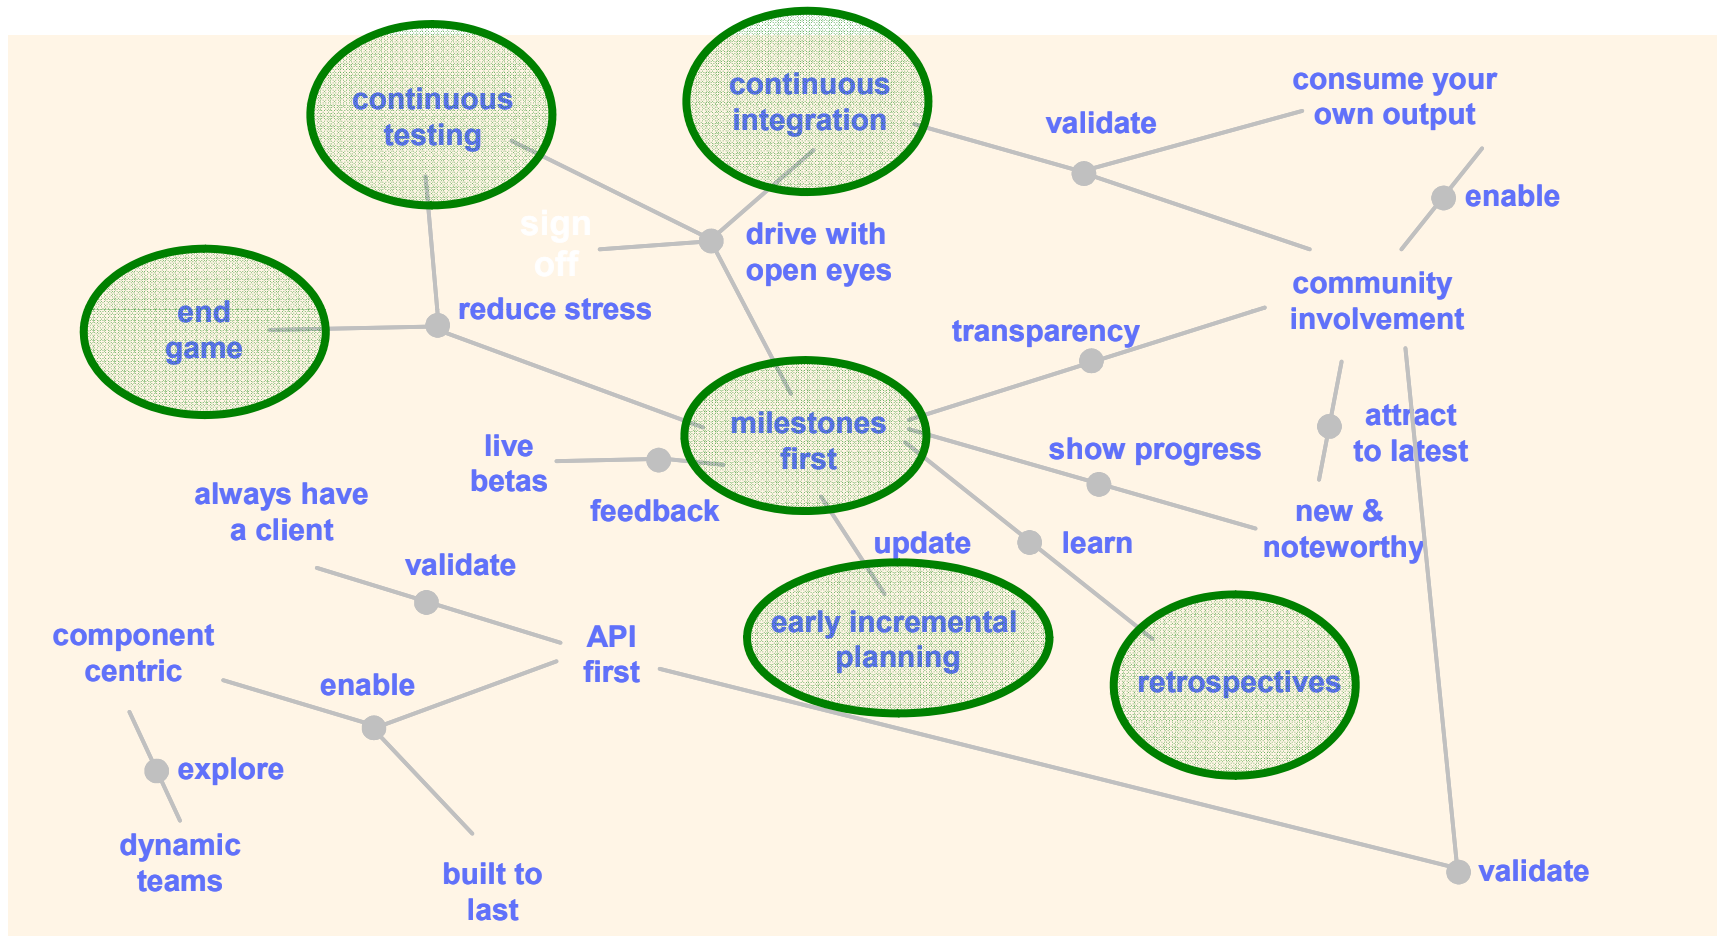 continuous
testing
continuous
integration
consume your
own output
validate
enable
sign
off
drive with
open eyes
reduce stress
end
game
community
involvement
transparency
milestones
first
live
betas
feedback
show progress
attract
to latest
new &
noteworthy
always have
a client
validate
update
learn
early incremental
planning
retrospectives
component
centric
API
first
enable
explore
dynamic
teams
built to
last
validate